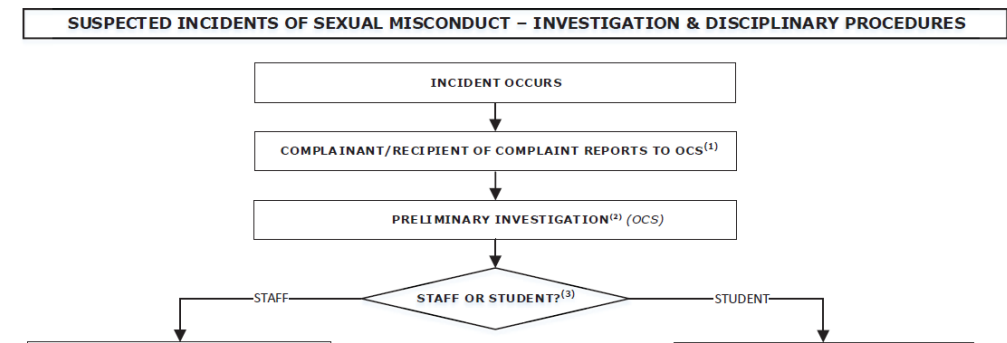 SUSPECTED INCIDENTS OF SEXUAL MISCONDUCT – INVESTIGATION & DISCIPLINARY PROCEDURES
INCIDENT OCCURS
COMPLAINANT/RECIPIENT OF COMPLAINT REPORTS TO OCS(1)
PRELIMINARY INVESTIGATION(2) (OCS)
STAFF OR STUDENT?(3)
STAFF
STUDENT